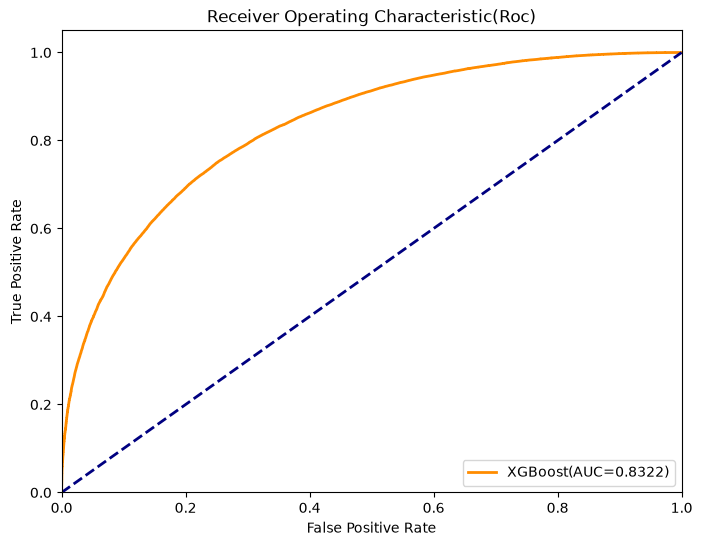 Receiver Operating Characteristic(Roc)
1.0
0.8
0.6
0.4
0.2
0.0
True Positive Rate
XGBoost(AUC=0.8322)
0.0 0.2 0.4 0.6 0.8 1.0
False Positive Rate